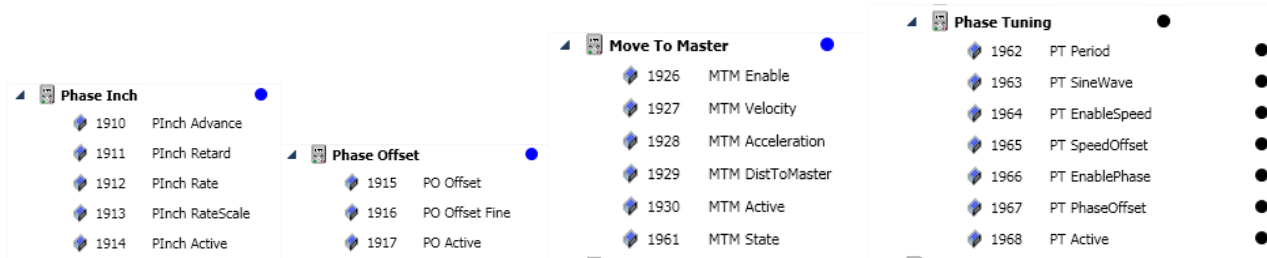 Phase Inch
1910 PInch Advance
1911 PInch Retard
1912 PInch Rate
1913 PInch RateScale
1914 PInch Active
Phase Offset
1915 PO Offset
1916 PO Offset Fine
1917 PO Active
Move To Master
1926 MTM Enable
1927 MTM Velocity
1928 MTM Acceleration
1929 MTM DistToMaster
1930 MTM Active
1961 MTM State
Phase Tuning
1962 PT Period
1963 PT SineWave
1964 PT EnableSpeed
1965 PT SpeedOffset
1966 PT EnablePhase
1967 PT PhaseOffset
1968 PT Active